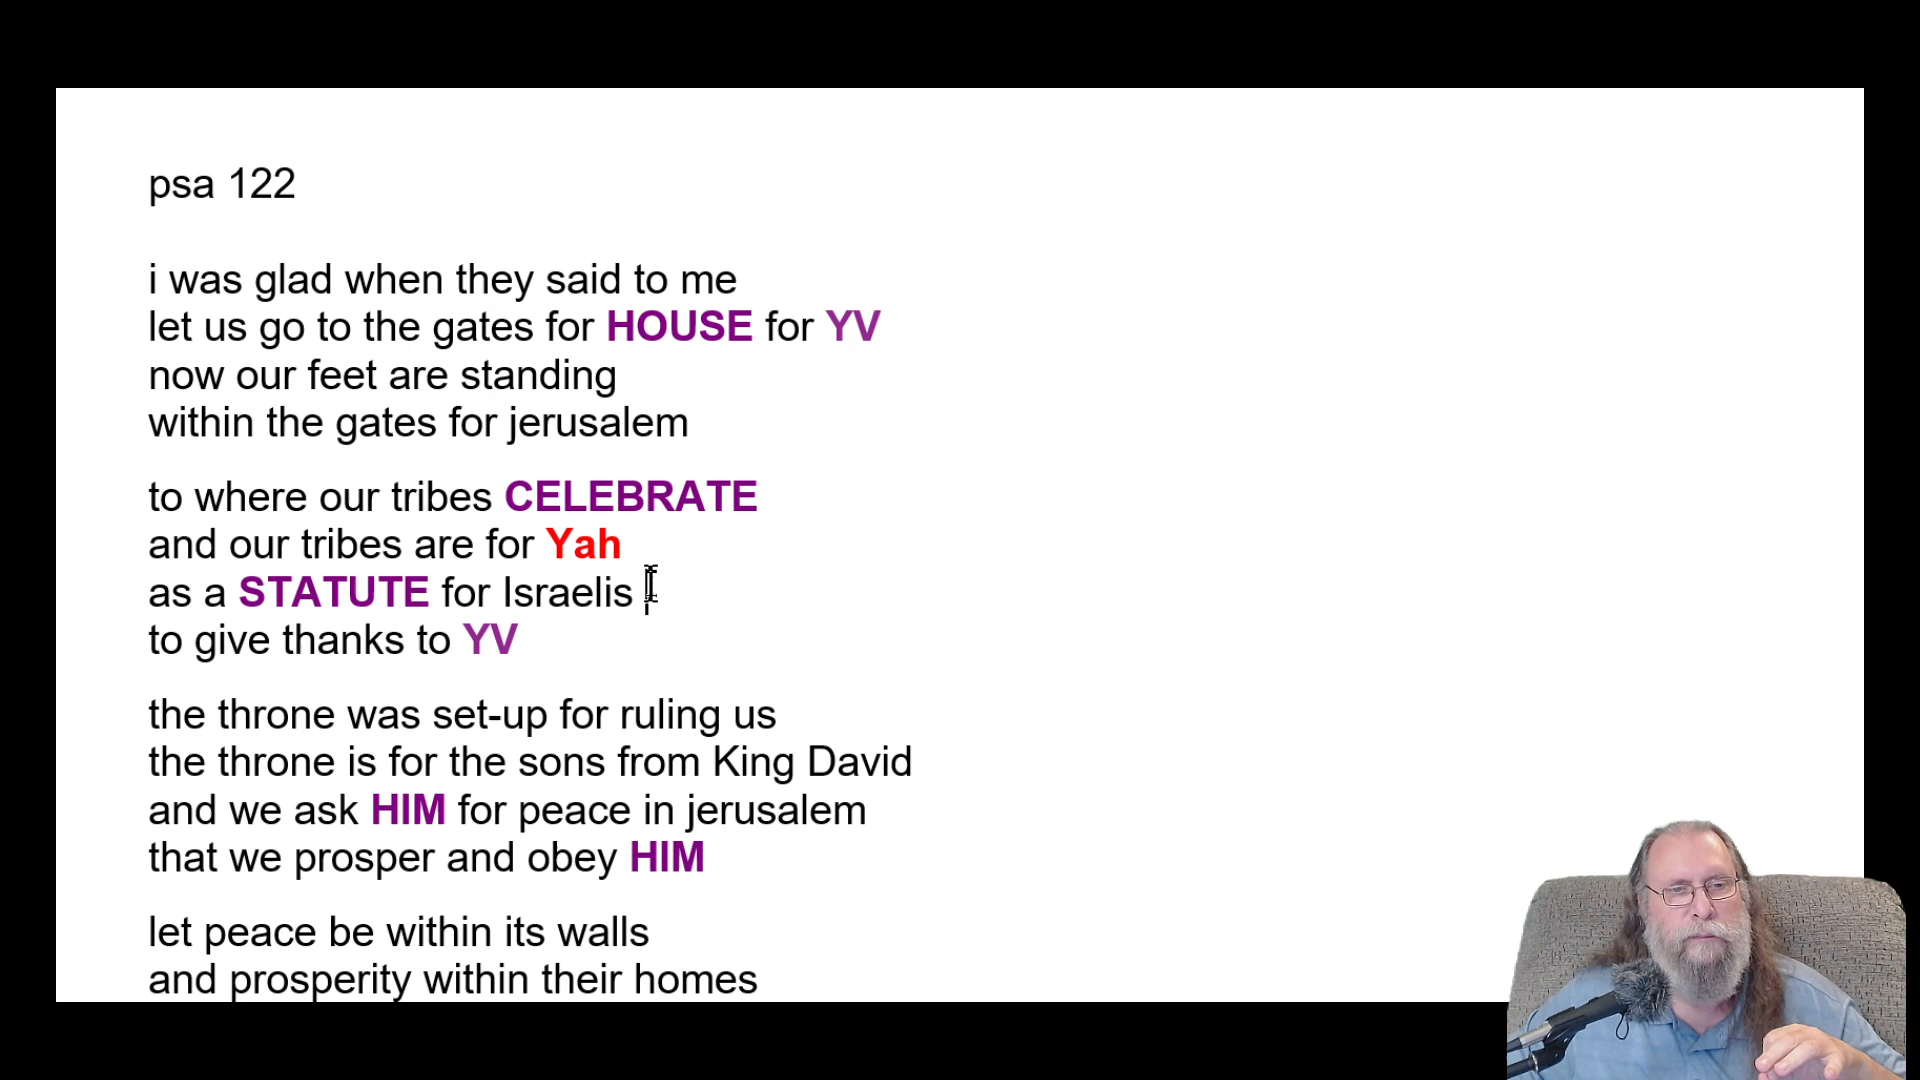 psa 122
i was glad when they said to me
let us go to the gates for HOUSE for YV
now our feet are standing
within the gates for jerusalem
to where our tribes CELEBRATE
and our tribes are for Yah
as a STATUTE for Israelis
to give thanks to YV
the throne was set-up for ruling us
the throne is for the sons from King David
and we ask HIM for peace in jerusalem
that we prosper and obey HIM
let peace be within its walls
and prosperity within their homes